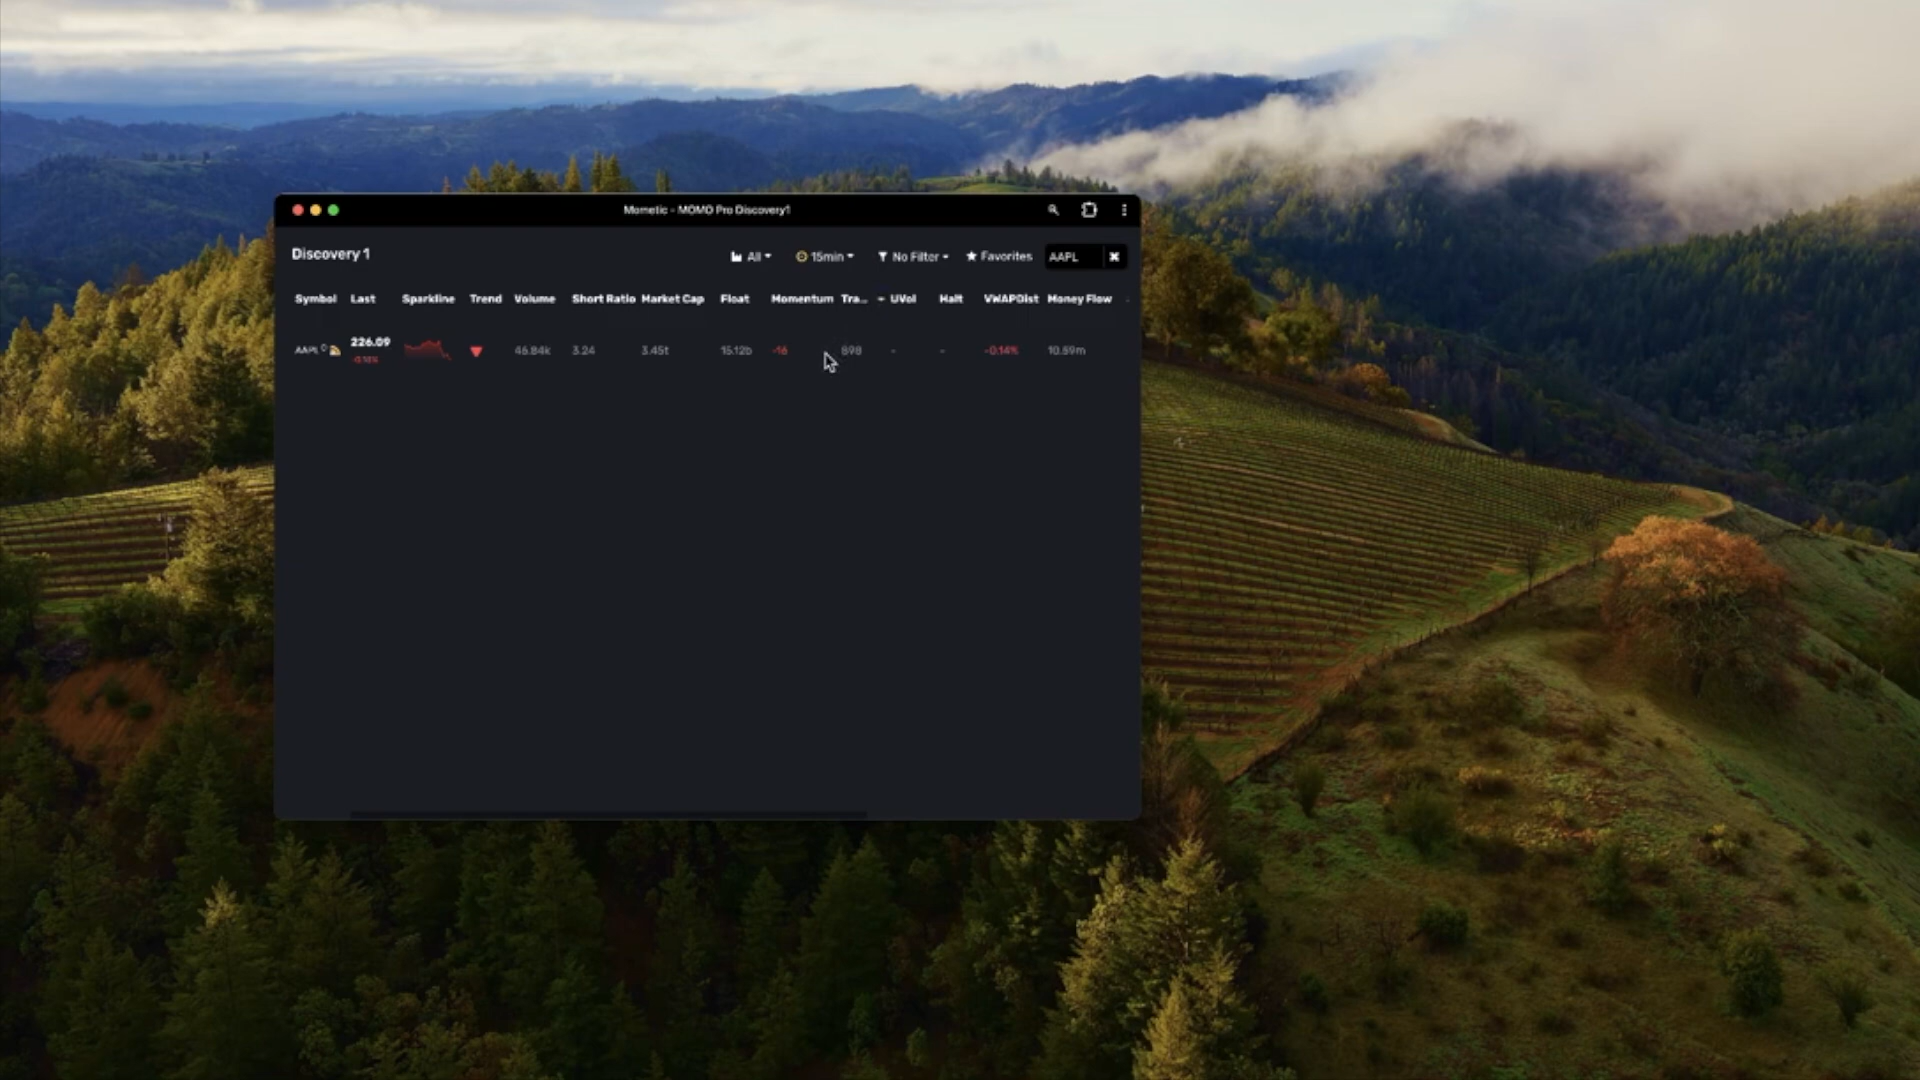 Mometic - MOMO Pro Discovery1
Discovery 1 All 15min No Filter Favorites AAPL
Symbol Last Sparkline Trend Volume Short Ratio Market Cap Float Momentum Tra... UVol Halt VWAPDist Money Flow
AAPL 226.09 46.84k 3.24 3.45t 15.12b -16 898 - - -0.14% 10.59m